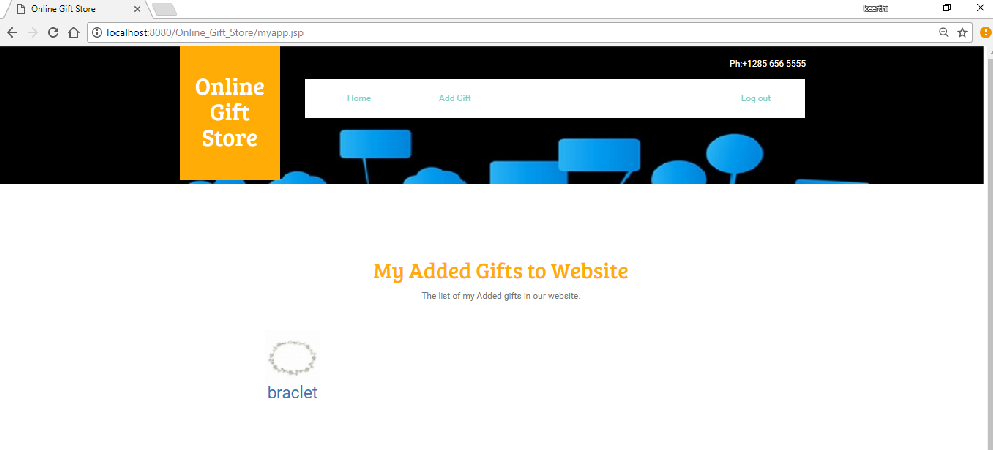 Online Gift Store
localhost:8080/Online_Gift_Store/myapp.jsp
Ph:+1285 656 5555
Online
Gift
Store
Home Add Gift Log out
My Added Gifts to Website
The list of my Added gifts in our website.
braclet